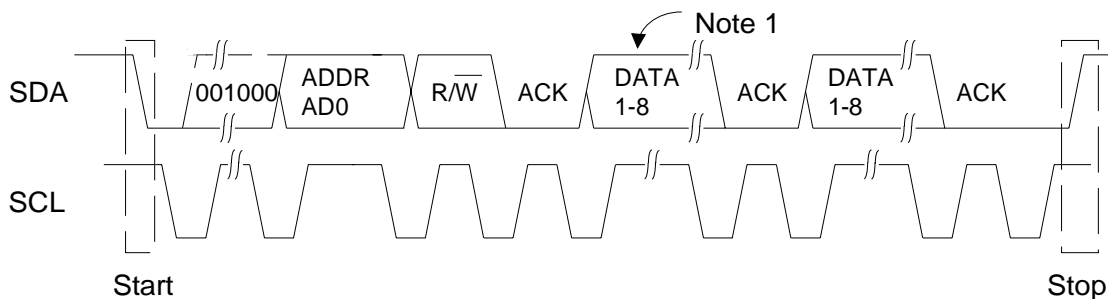 Note 1
SDA
001000
ADDR
AD0
R/W
ACK
DATA
1-8
ACK
DATA
1-8
ACK
SCL
Start
Stop